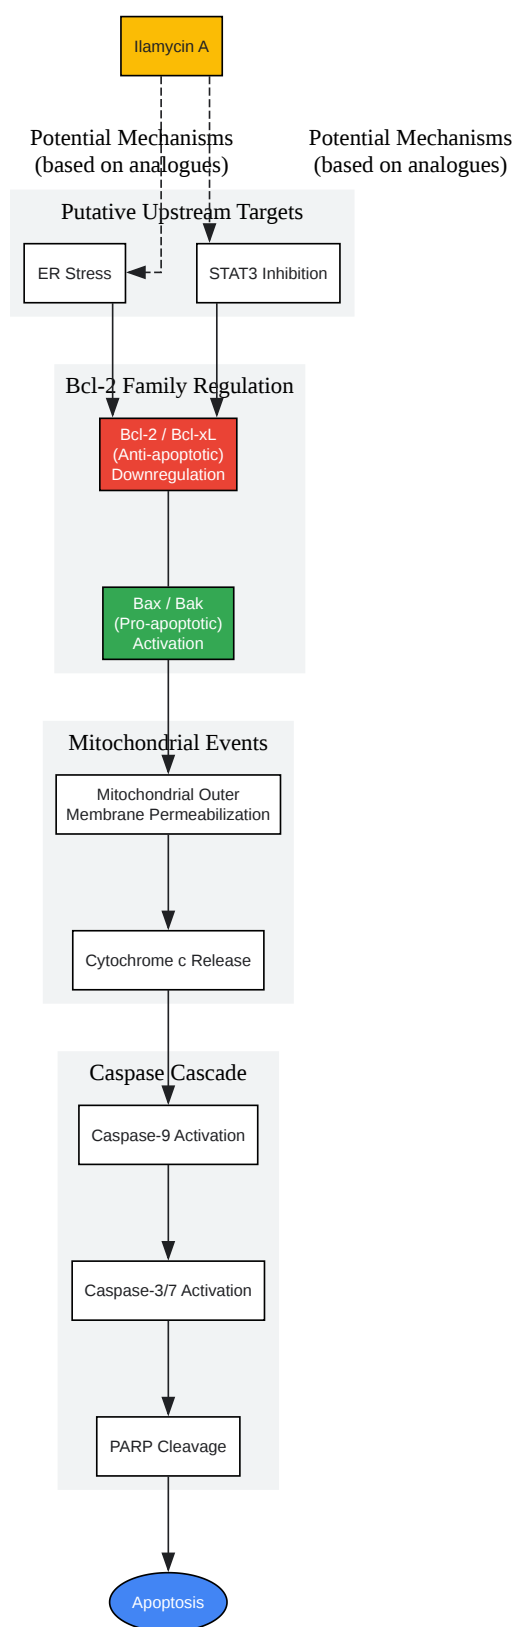 Ilamycin A
Potential Mechanisms
(based on analogues)
Potential Mechanisms
(based on analogues)
Putative Upstream Targets
ER Stress
STAT3 Inhibition
Bcl-2 Family Regulation
Bcl-2 / Bcl-xL
(Anti-apoptotic)
Downregulation
Bax / Bak
(Pro-apoptotic)
Activation
Mitochondrial Events
Mitochondrial Outer
Membrane Permeabilization
Cytochrome c Release
Caspase Cascade
Caspase-9 Activation
Caspase-3/7 Activation
PARP Cleavage
Apoptosis